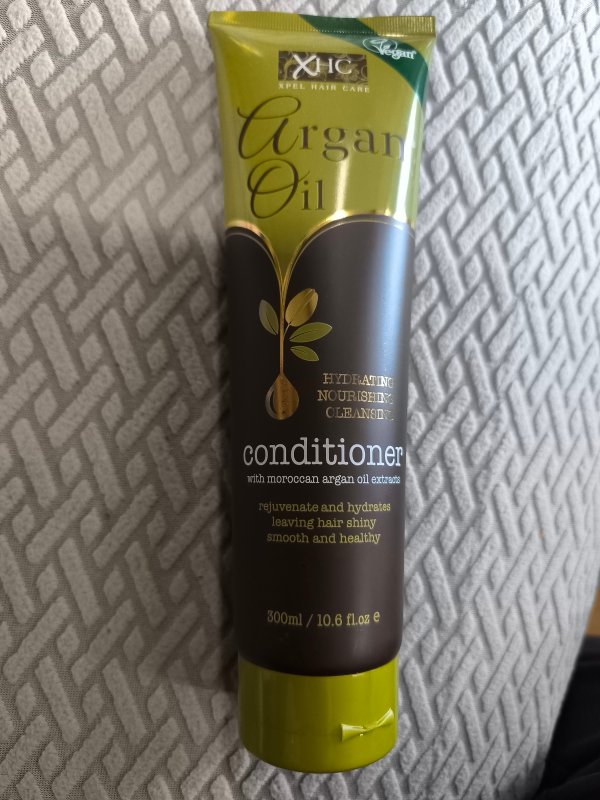 Vegan
XHC
XPEL HAIR CARE
Argan
Oil
HYDRATING
NOURISHING
CLEANSING
conditioner
with moroccan argan oil extracts
rejuvenate and hydrates
leaving hair shiny
smooth and healthy
300ml / 10.6 fl.oz e